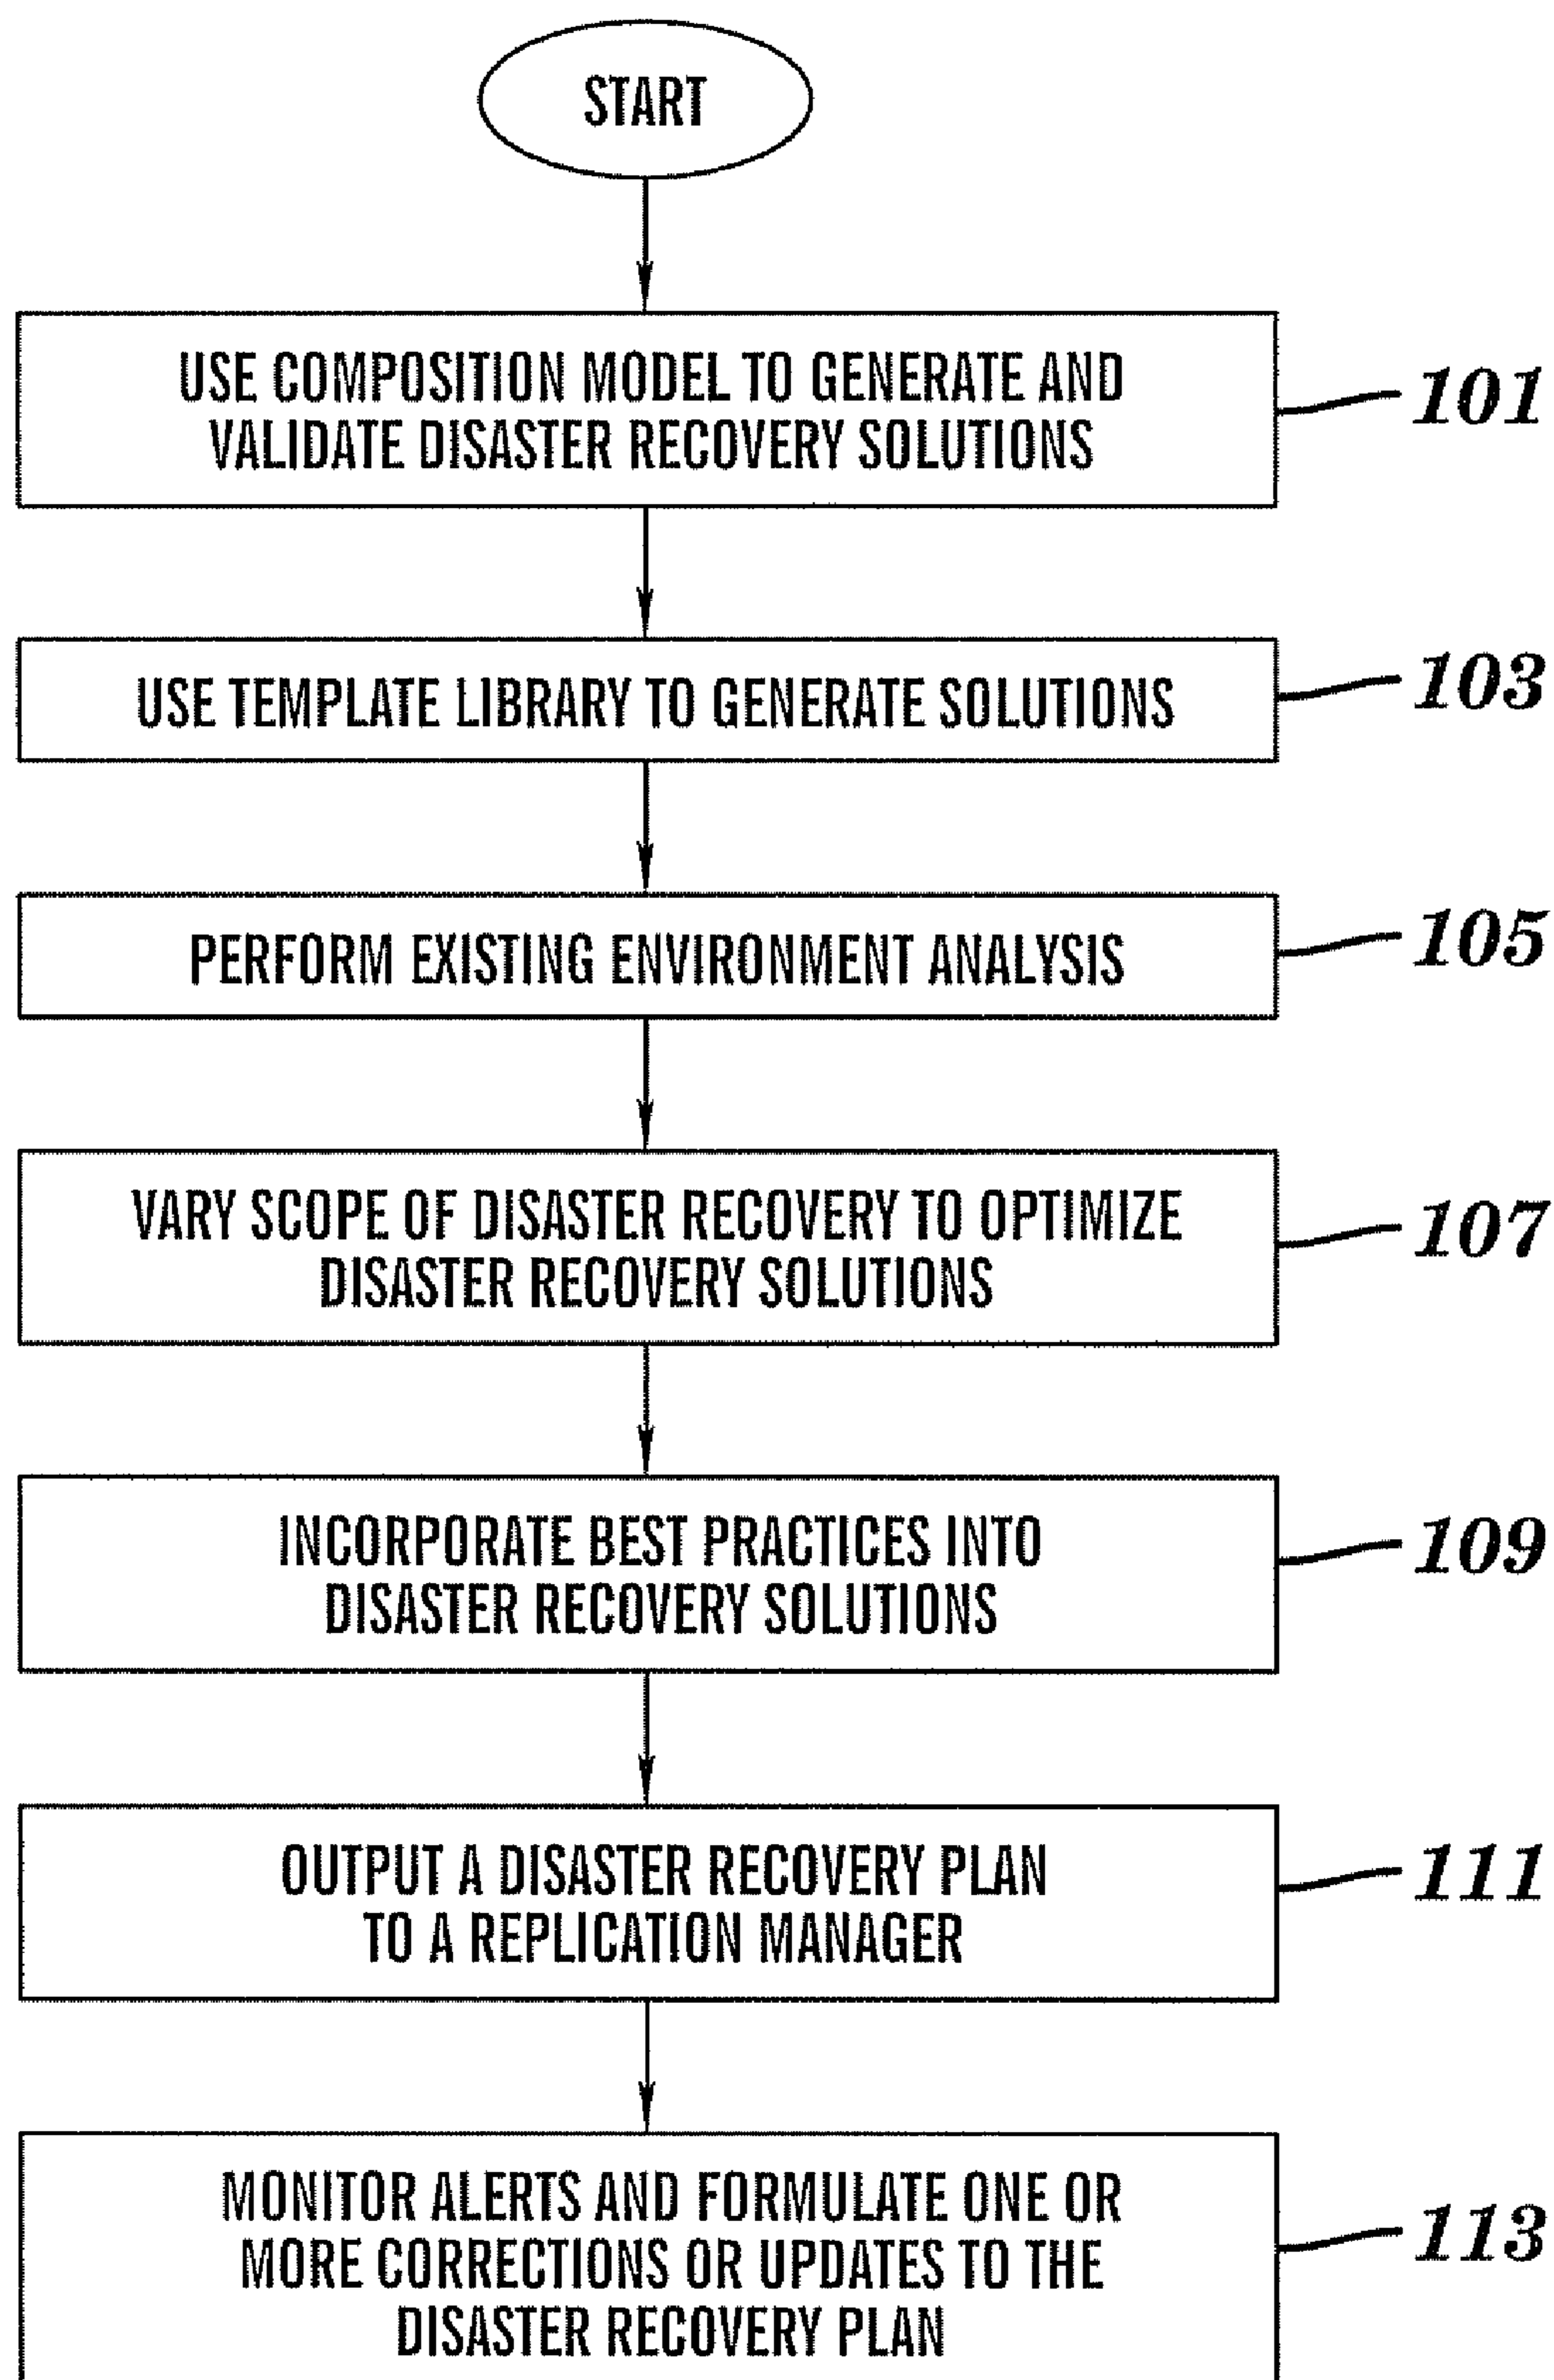 START
USE COMPOSITION MODEL TO GENERATE AND
VALIDATE DISASTER RECOVERY SOLUTIONS
101
USE TEMPLATE LIBRARY TO GENERATE SOLUTIONS
103
PERFORM EXISTING ENVIRONMENT ANALYSIS
105
VARY SCOPE OF DISASTER RECOVERY TO OPTIMIZE
DISASTER RECOVERY SOLUTIONS
107
INCORPORATE BEST PRACTICES INTO
DISASTER RECOVERY SOLUTIONS
109
OUTPUT A DISASTER RECOVERY PLAN
TO A REPLICATION MANAGER
111
MONITOR ALERTS AND FORMULATE ONE OR
MORE CORRECTIONS OR UPDATES TO THE
DISASTER RECOVERY PLAN
113